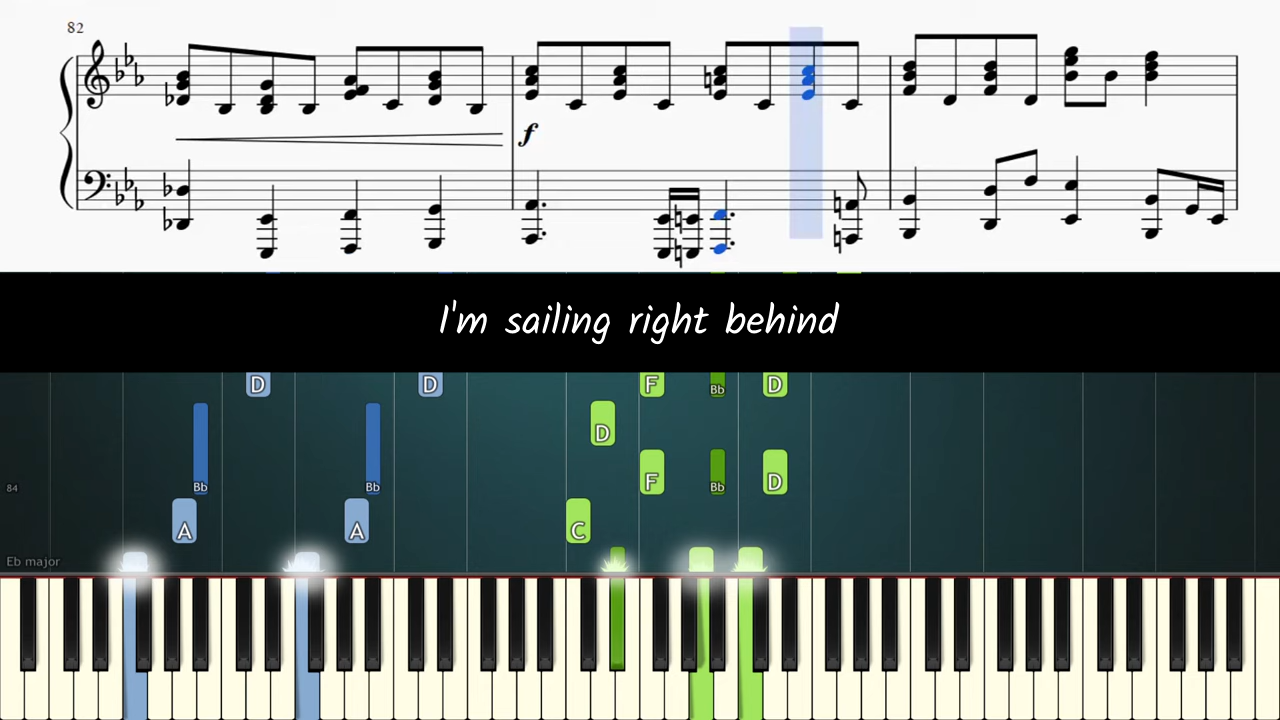 82
f
I'm sailing right behind
D D F Bb D
D
Bb Bb
84 F Bb D
A A C
Eb major